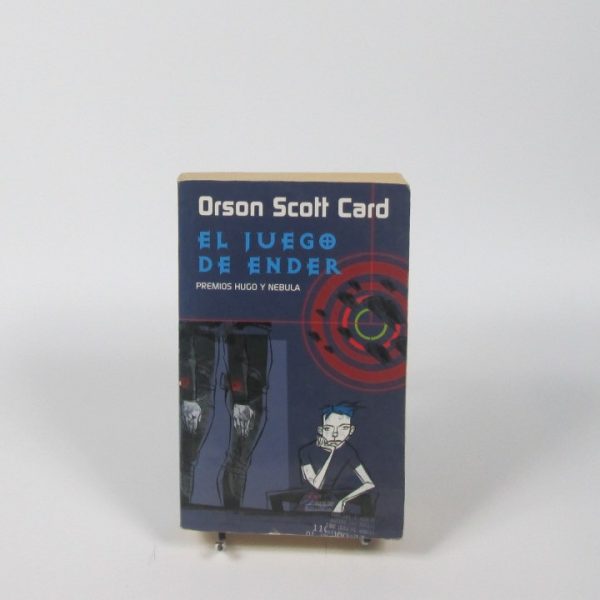 Orson Scott Card
EL JUEGO
DE ENDER
PREMIOS HUGO Y NEBULA